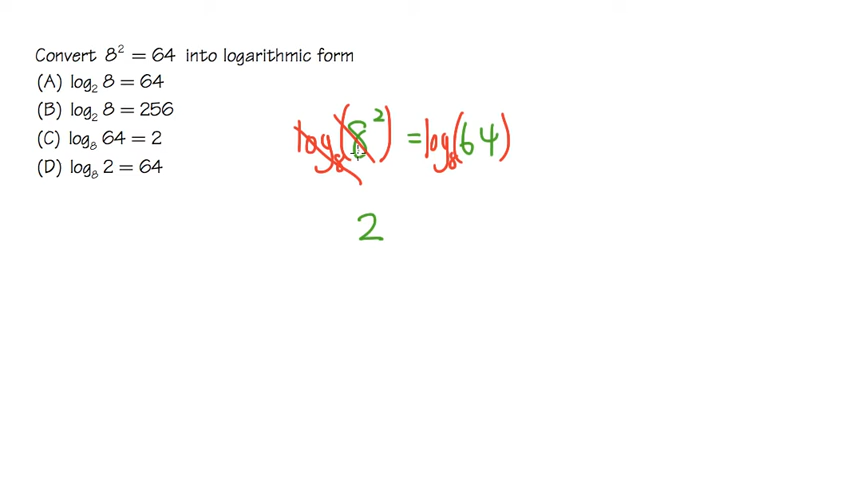 Convert 8² = 64 into logarithmic form
(A) log₂ 8 = 64
(B) log₂ 8 = 256
(C) log₈ 64 = 2
(D) log₈ 2 = 64
log₈(8²) = log₈(64)
2